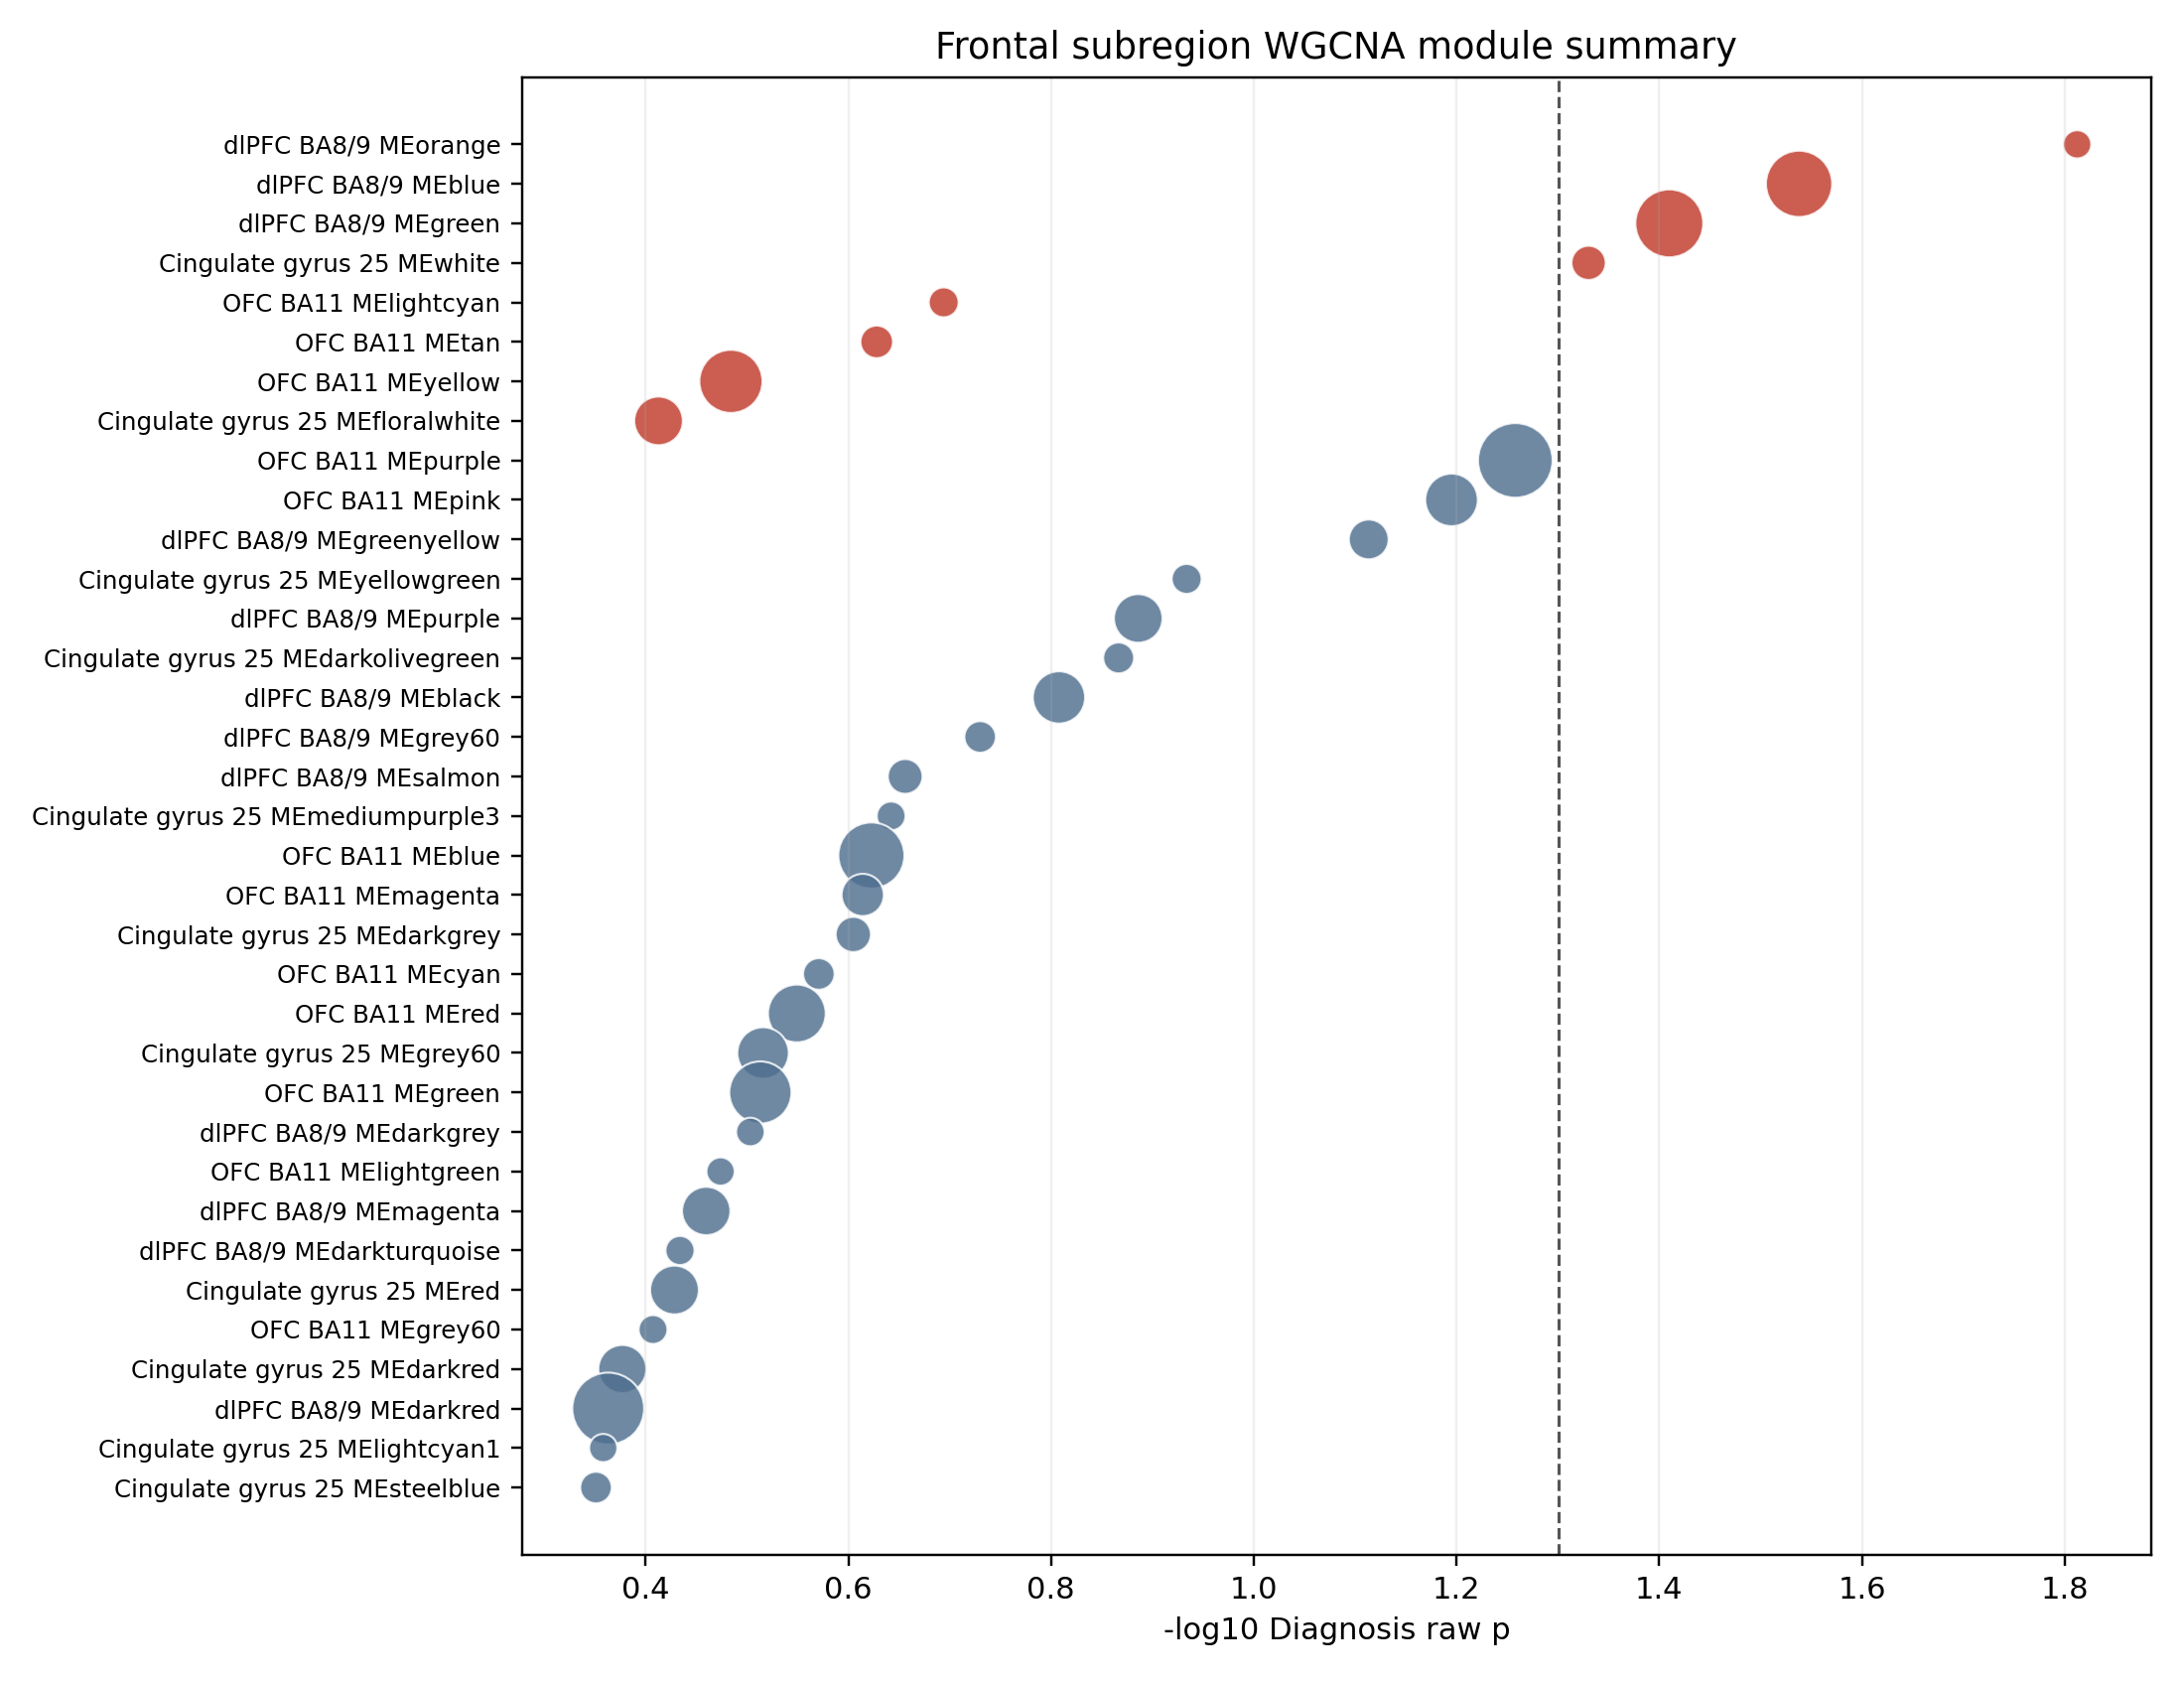 Frontal subregion WGCNA module summary
dlPFC BA8/9 MEorange
dlPFC BA8/9 MEblue
dlPFC BA8/9 MEgreen
Cingulate gyrus 25 MEwhite
OFC BA11 MElightcyan
OFC BA11 MEtan
OFC BA11 MEyellow
Cingulate gyrus 25 MEfloralwhite
OFC BA11 MEpurple
OFC BA11 MEpink
dlPFC BA8/9 MEgreenyellow
Cingulate gyrus 25 MEyellowgreen
dlPFC BA8/9 MEpurple
Cingulate gyrus 25 MEdarkolivegreen
dlPFC BA8/9 MEblack
dlPFC BA8/9 MEgrey60
dlPFC BA8/9 MEsalmon
Cingulate gyrus 25 MEmediumpurple3
OFC BA11 MEblue
OFC BA11 MEmagenta
Cingulate gyrus 25 MEdarkgrey
OFC BA11 MEcyan
OFC BA11 MEred
Cingulate gyrus 25 MEgrey60
OFC BA11 MEgreen
dlPFC BA8/9 MEdarkgrey
OFC BA11 MElightgreen
dlPFC BA8/9 MEmagenta
dlPFC BA8/9 MEdarkturquoise
Cingulate gyrus 25 MEred
OFC BA11 MEgrey60
Cingulate gyrus 25 MEdarkred
dlPFC BA8/9 MEdarkred
Cingulate gyrus 25 MElightcyan1
Cingulate gyrus 25 MEsteelblue
0.4 0.6 0.8 1.0 1.2 1.4 1.6 1.8
-log10 Diagnosis raw p